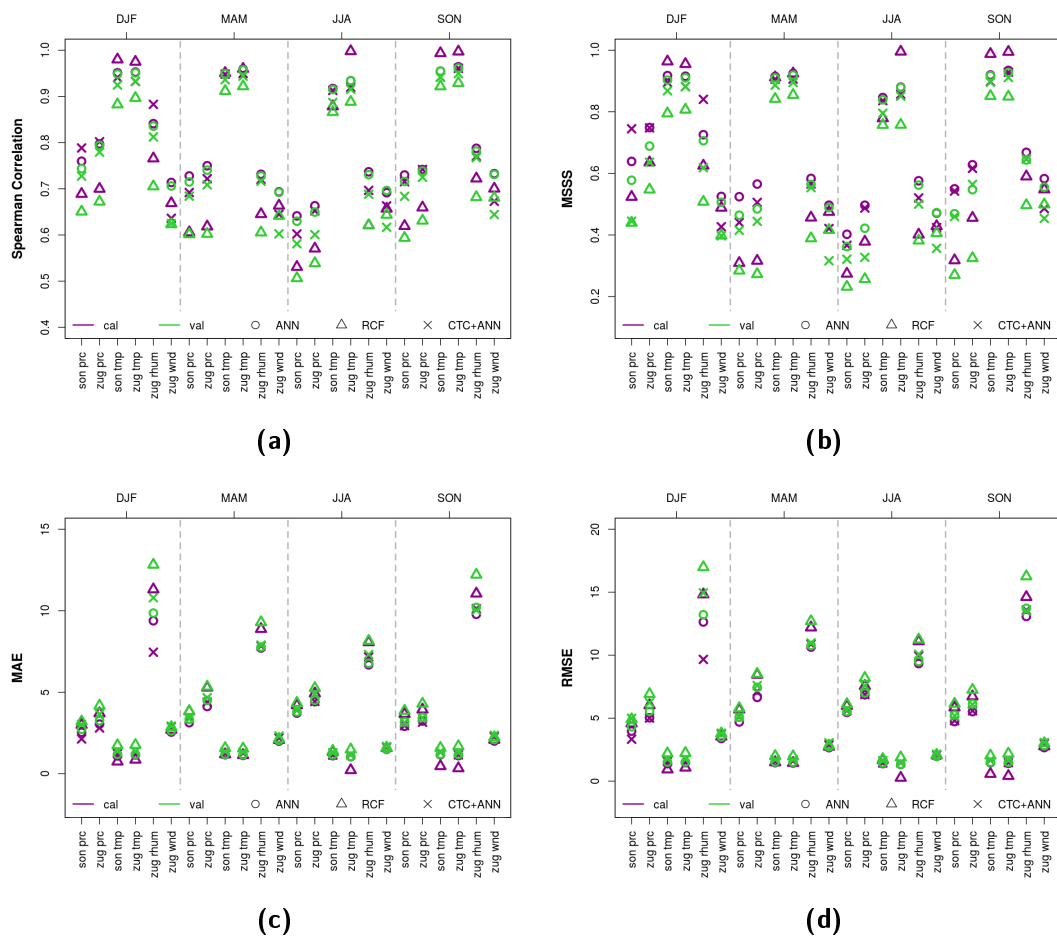 DJF MAM JJA SON
Spearman Correlation
1.0
0.9
0.8
0.7
0.6
0.5
0.4
cal val ANN RCF CTC+ANN
son prc zug prc son tmp zug tmp zug rhum zug wnd son prc zug prc son tmp zug tmp zug rhum zug wnd son prc zug prc son tmp zug tmp zug rhum zug wnd son prc zug prc son tmp zug tmp zug rhum zug wnd
(a)
DJF MAM JJA SON
MSSS
1.0
0.8
0.6
0.4
0.2
cal val ANN RCF CTC+ANN
son prc zug prc son tmp zug tmp zug rhum zug wnd son prc zug prc son tmp zug tmp zug rhum zug wnd son prc zug prc son tmp zug tmp zug rhum zug wnd son prc zug prc son tmp zug tmp zug rhum zug wnd
(b)
DJF MAM JJA SON
MAE
15
10
5
0
cal val ANN RCF CTC+ANN
son prc zug prc son tmp zug tmp zug rhum zug wnd son prc zug prc son tmp zug tmp zug rhum zug wnd son prc zug prc son tmp zug tmp zug rhum zug wnd son prc zug prc son tmp zug tmp zug rhum zug wnd
(c)
DJF MAM JJA SON
RMSE
20
15
10
5
0
cal val ANN RCF CTC+ANN
son prc zug prc son tmp zug tmp zug rhum zug wnd son prc zug prc son tmp zug tmp zug rhum zug wnd son prc zug prc son tmp zug tmp zug rhum zug wnd son prc zug prc son tmp zug tmp zug rhum zug wnd
(d)